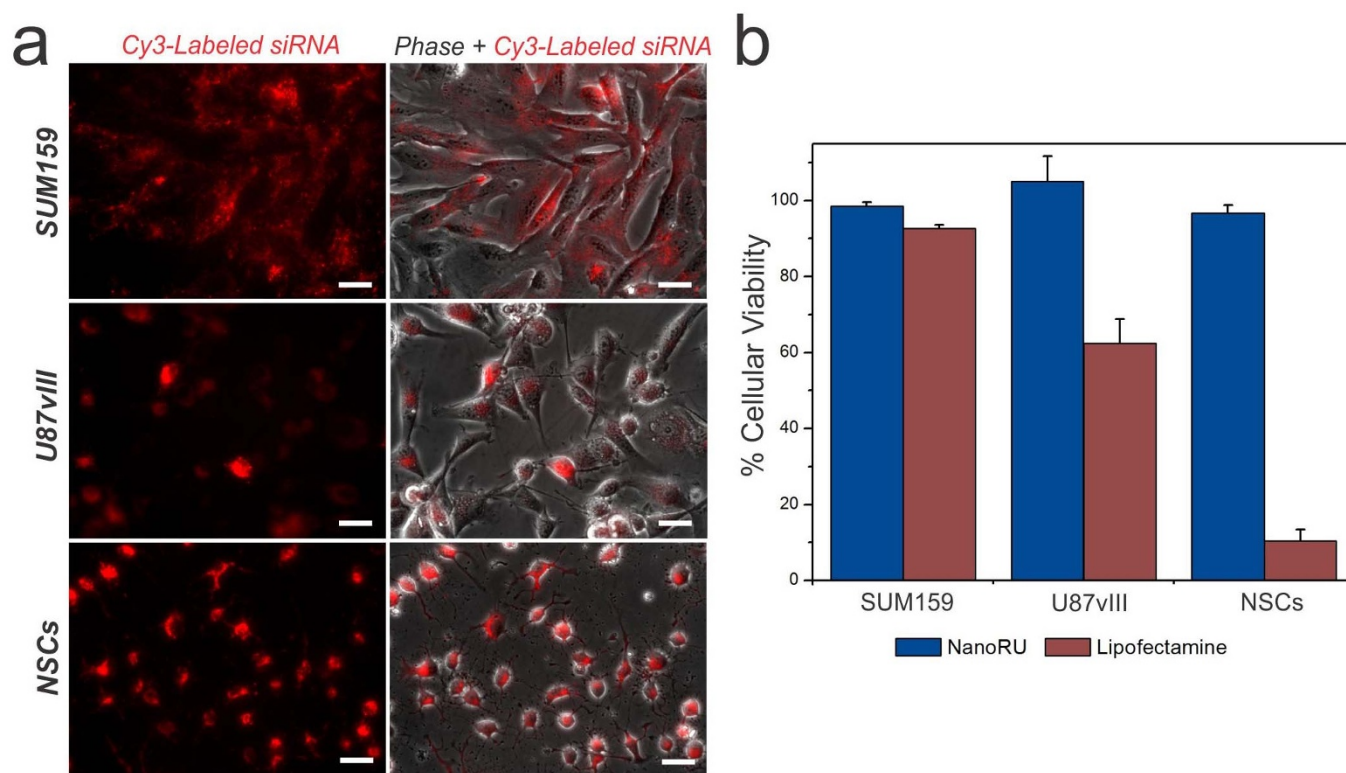 a
Cy3-Labeled siRNA
Phase + Cy3-Labeled siRNA
SUM159
U87vIII
NSCs
b
% Cellular Viability
100
80
60
40
20
0
SUM159 U87vIII NSCs
NanoRU Lipofectamine